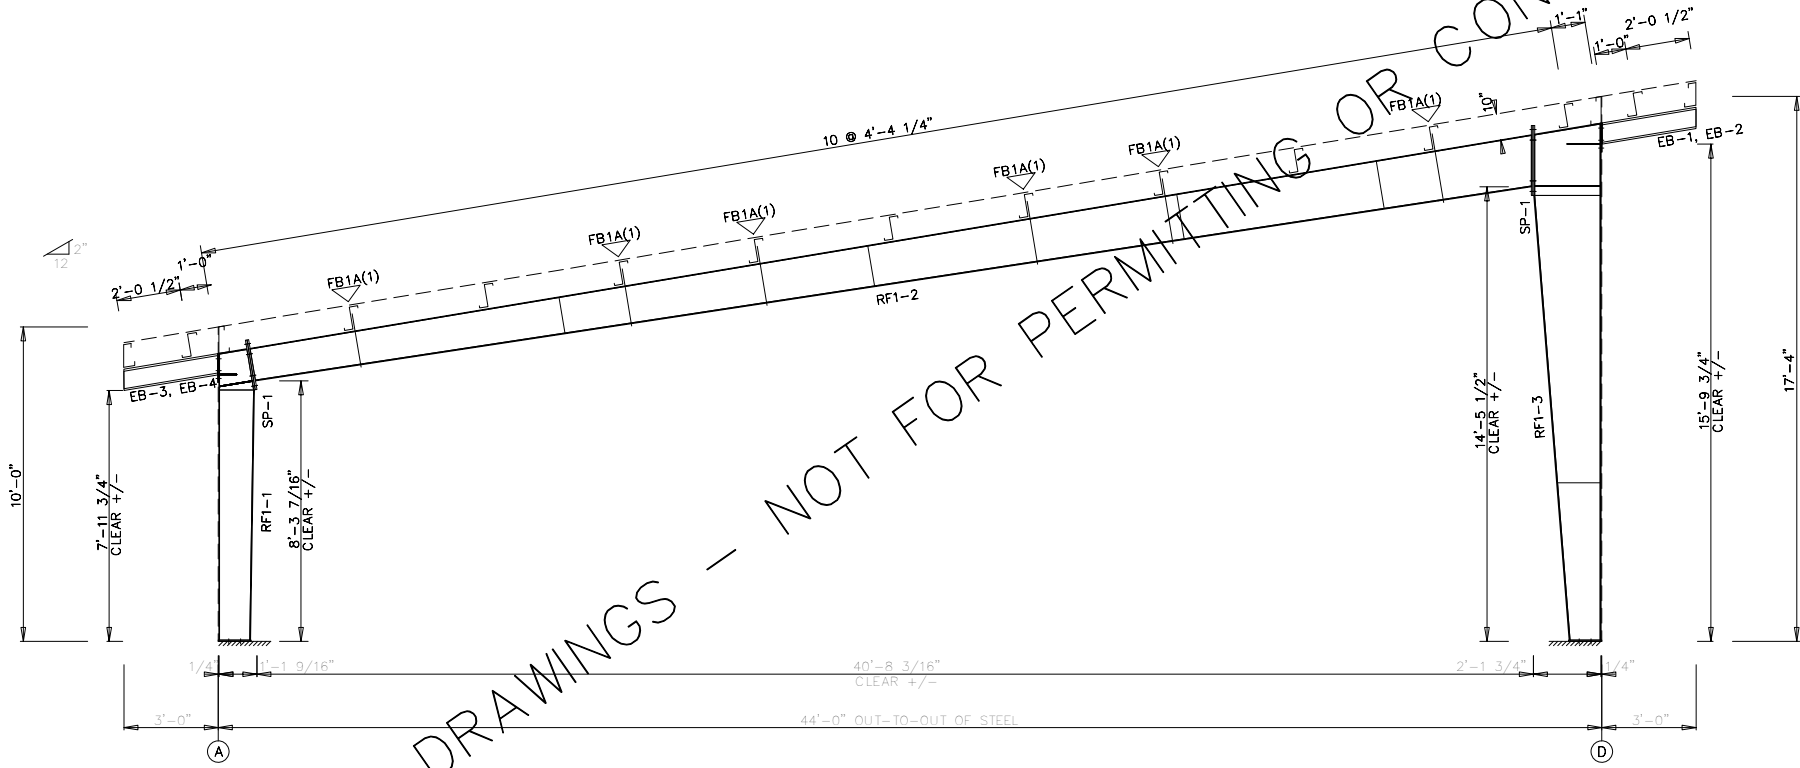 1'-1"
2'-0 1/2"
1'-0"
10 @ 4'-4 1/4"
10"
FB1A(1)
FB1A(1)
FB1A(1)
FB1A(1)
FB1A(1)
FB1A(1)
EB-1, EB-2
2"
12
1'-0"
2'-0 1/2"
RF1-2
SP-1
EB-3, EB-4
SP-1
10'-0"
7'-11 3/4"
CLEAR +/-
RF1-1
8'-3 7/16"
CLEAR +/-
14'-5 1/2"
CLEAR +/-
RF1-3
15'-9 3/4"
CLEAR +/-
17'-4"
1/4"
1'-1 9/16"
40'-8 3/16"
CLEAR +/-
2'-1 3/4"
1/4"
3'-0"
44'-0" OUT-TO-OUT OF STEEL
3'-0"
A
D
DRAWINGS - NOT FOR PERMITTING OR CON